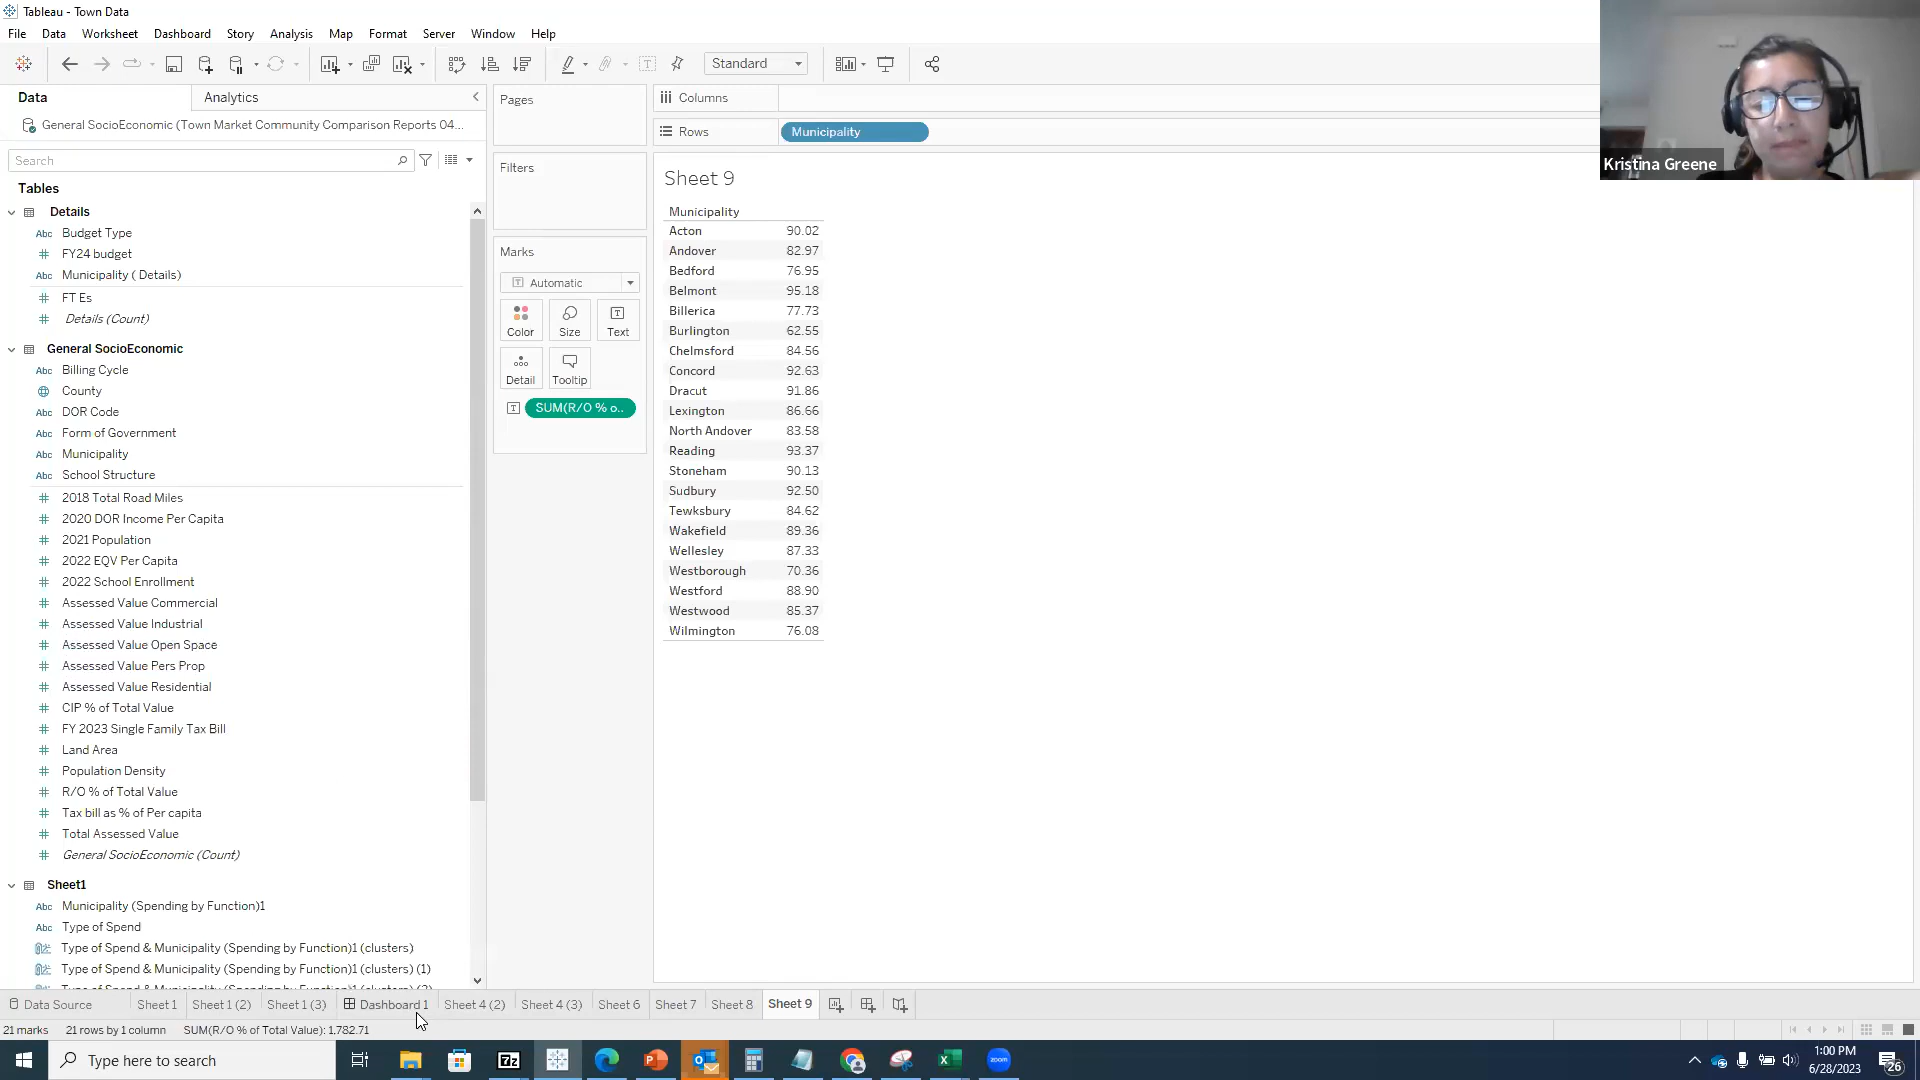 Tableau - Town Data
File Data Worksheet Dashboard Story Analysis Map Format Server Window Help
Standard
Data Analytics
General SocioEconomic (Town Market Community Comparison Reports 04...
Search
Tables
Details
Abc Budget Type
# FY24 budget
Abc Municipality ( Details)
# FT Es
# Details (Count)
General SocioEconomic
Abc Billing Cycle
County
Abc DOR Code
Abc Form of Government
Abc Municipality
Abc School Structure
# 2018 Total Road Miles
# 2020 DOR Income Per Capita
# 2021 Population
# 2022 EQV Per Capita
# 2022 School Enrollment
# Assessed Value Commercial
# Assessed Value Industrial
# Assessed Value Open Space
# Assessed Value Pers Prop
# Assessed Value Residential
# CIP % of Total Value
# FY 2023 Single Family Tax Bill
# Land Area
# Population Density
# R/O % of Total Value
# Tax bill as % of Per capita
# Total Assessed Value
# General SocioEconomic (Count)
Sheet1
Abc Municipality (Spending by Function)1
Abc Type of Spend
Type of Spend & Municipality (Spending by Function)1 (clusters)
Type of Spend & Municipality (Spending by Function)1 (clusters) (1)
Pages
Filters
Marks
Automatic
Color Size Text
Detail Tooltip
SUM(R/O % o..
Columns
Rows Municipality
Sheet 9
Municipality
Acton 90.02
Andover 82.97
Bedford 76.95
Belmont 95.18
Billerica 77.73
Burlington 62.55
Chelmsford 84.56
Concord 92.63
Dracut 91.86
Lexington 86.66
North Andover 83.58
Reading 93.37
Stoneham 90.13
Sudbury 92.50
Tewksbury 84.62
Wakefield 89.36
Wellesley 87.33
Westborough 70.36
Westford 88.90
Westwood 85.37
Wilmington 76.08
Kristina Greene
Data Source Sheet 1 Sheet 1 (2) Sheet 1 (3) Dashboard 1 Sheet 4 (2) Sheet 4 (3) Sheet 6 Sheet 7 Sheet 8 Sheet 9
21 marks 21 rows by 1 column SUM(R/O % of Total Value): 1,782.71
Type here to search
7z
zoom
1:00 PM
6/28/2023
26